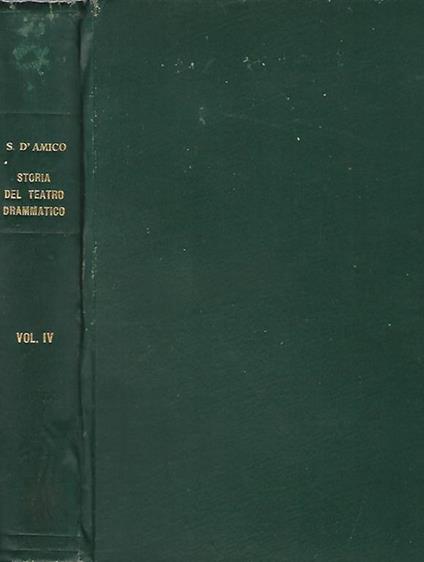 S. D'AMICO
STORIA
DEL TEATRO
DRAMMATICO
VOL. IV